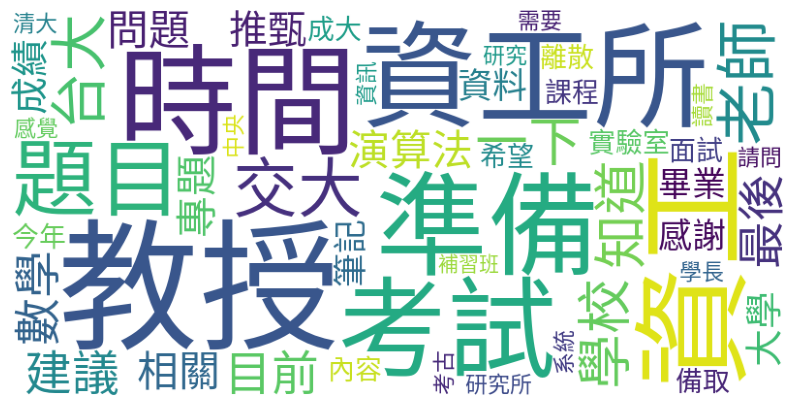 清大
成績
台大
問題
推甄
成大
需要
資工所
老師
時間
資訊
研究
資料
離散
課程
讀書
感覺
中央
題目
專題
交大
演算法
一下
希望
實驗室
面試
請問
準備
知道
資工
畢業
感謝
最後
今年
數學
教授
筆記
補習班
考試
學長
學校
大學
建議
相關
目前
內容
考古
研究所
系統
備取